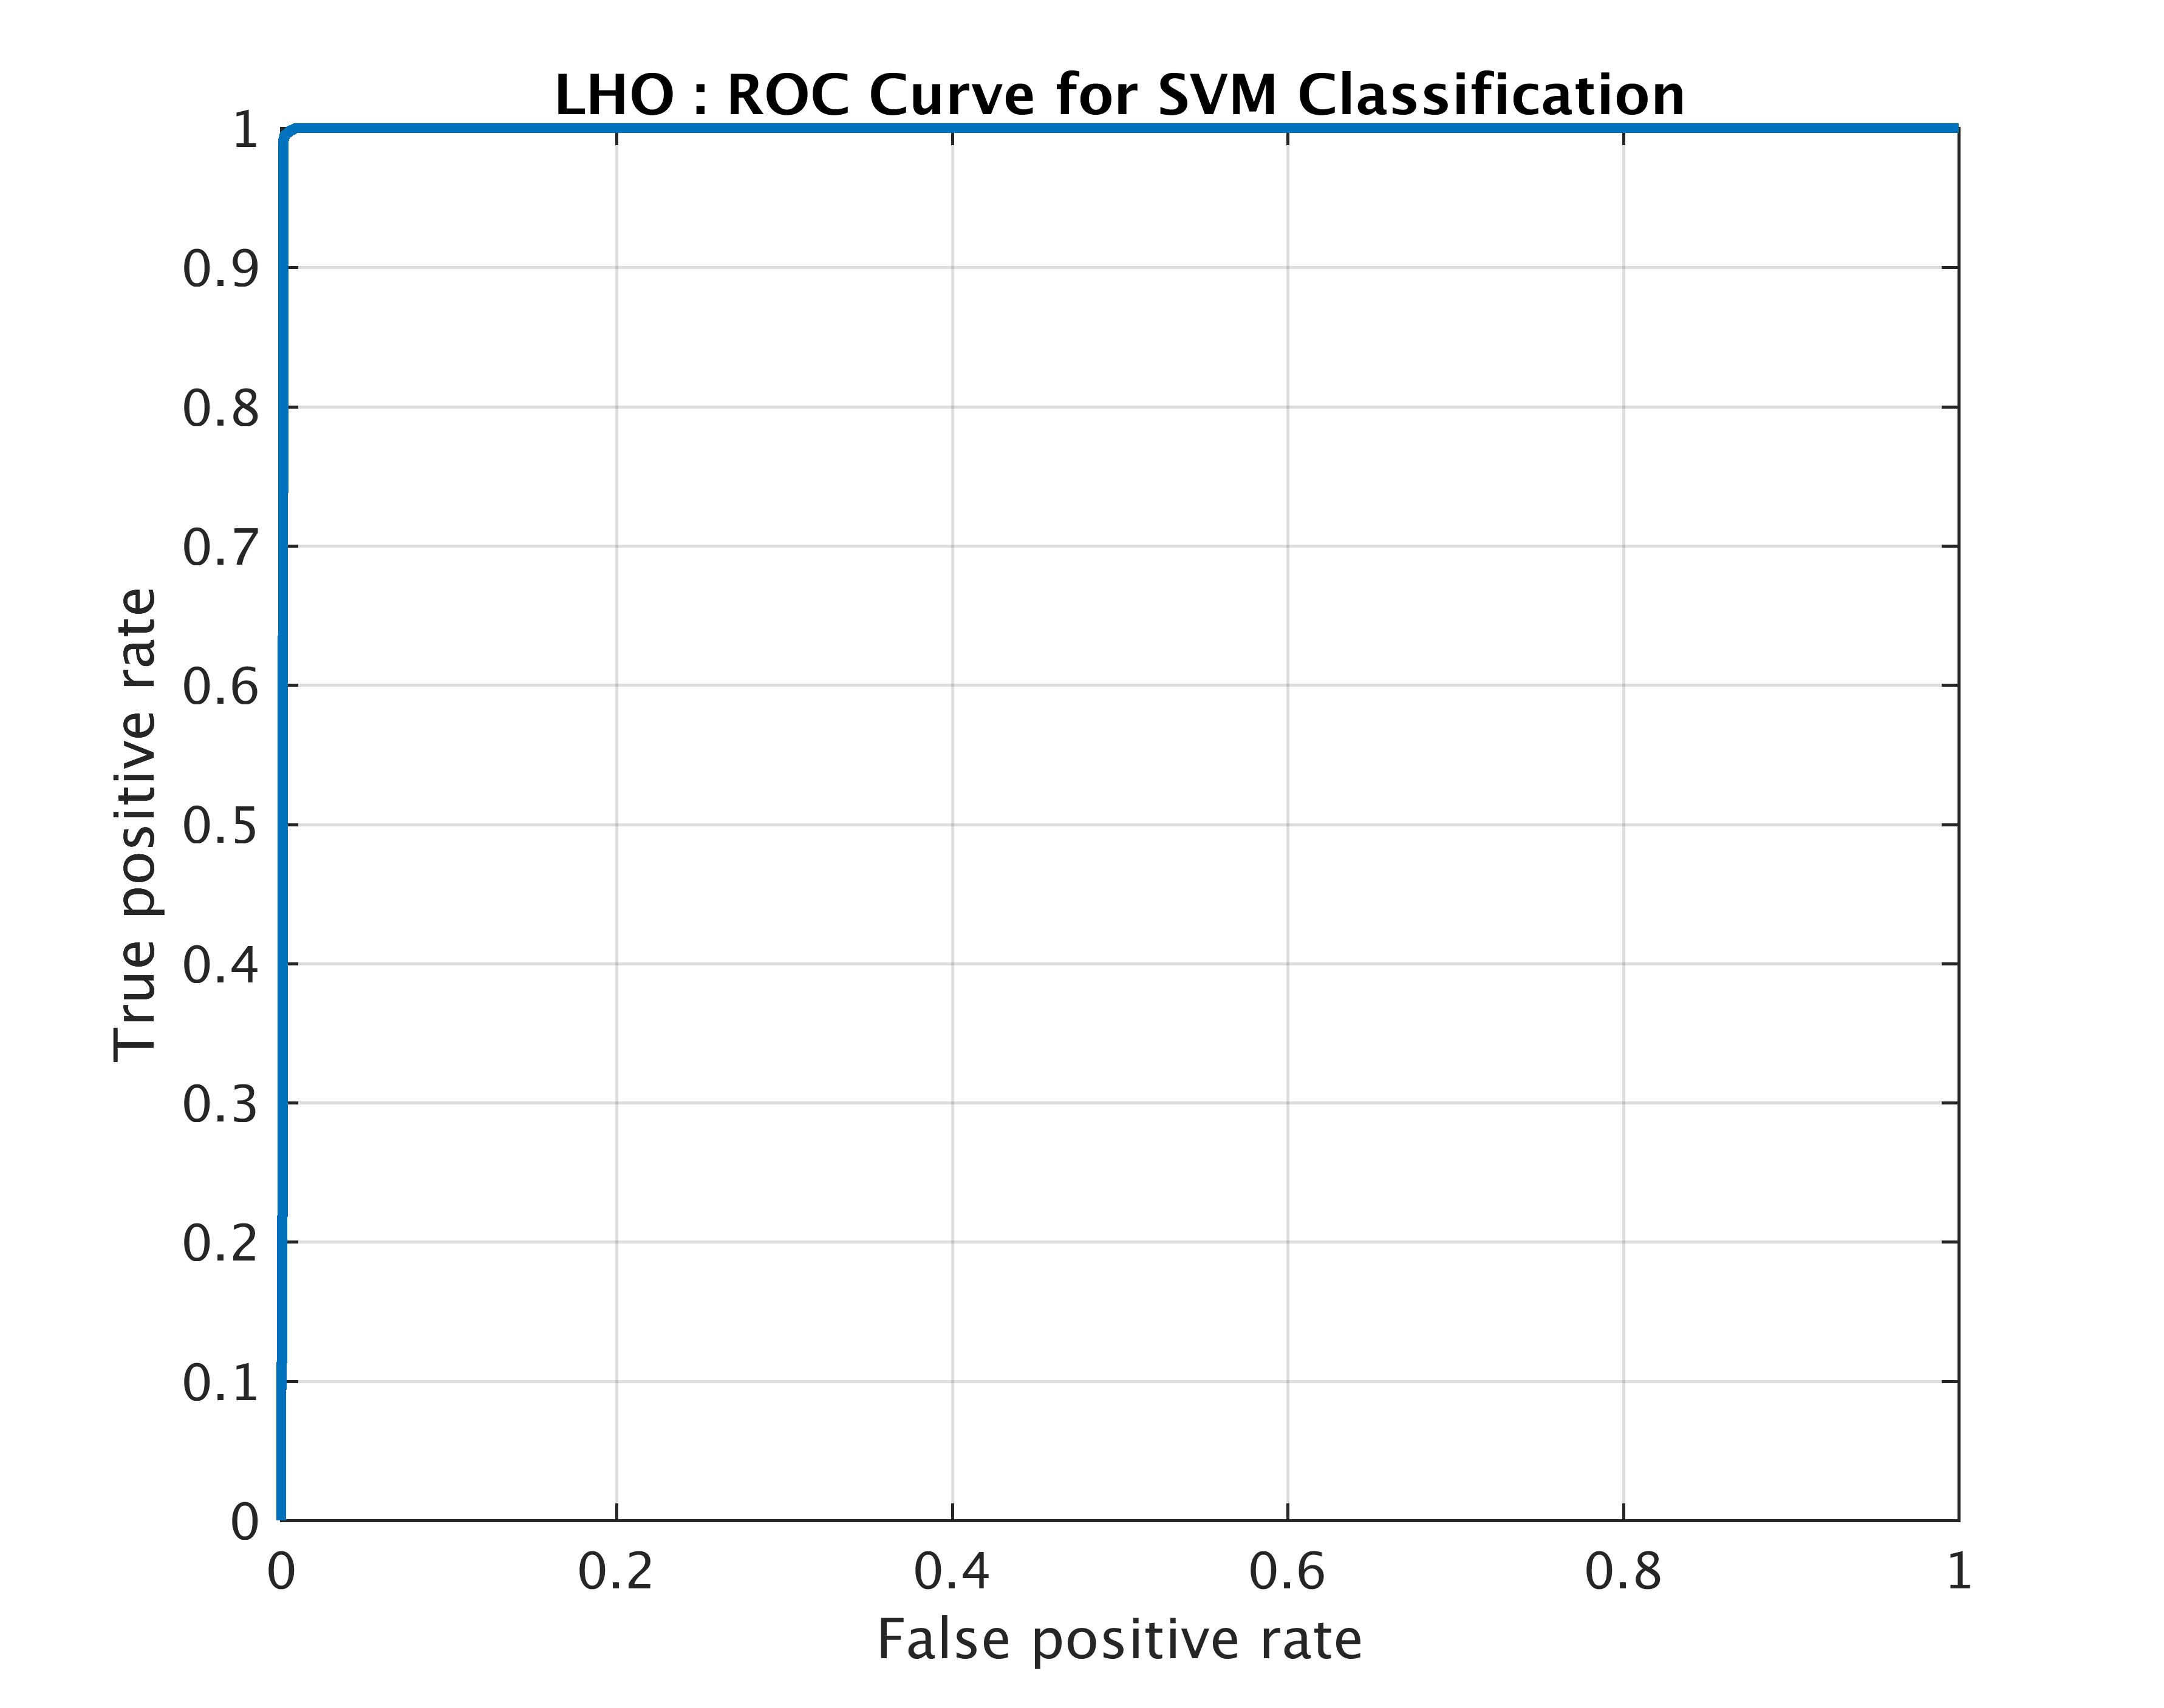 LHO : ROC Curve for SVM Classification
1
0.9
0.8
0.7
0.6
0.5
0.4
0.3
0.2
0.1
0
True positive rate
0 0.2 0.4 0.6 0.8 1
False positive rate